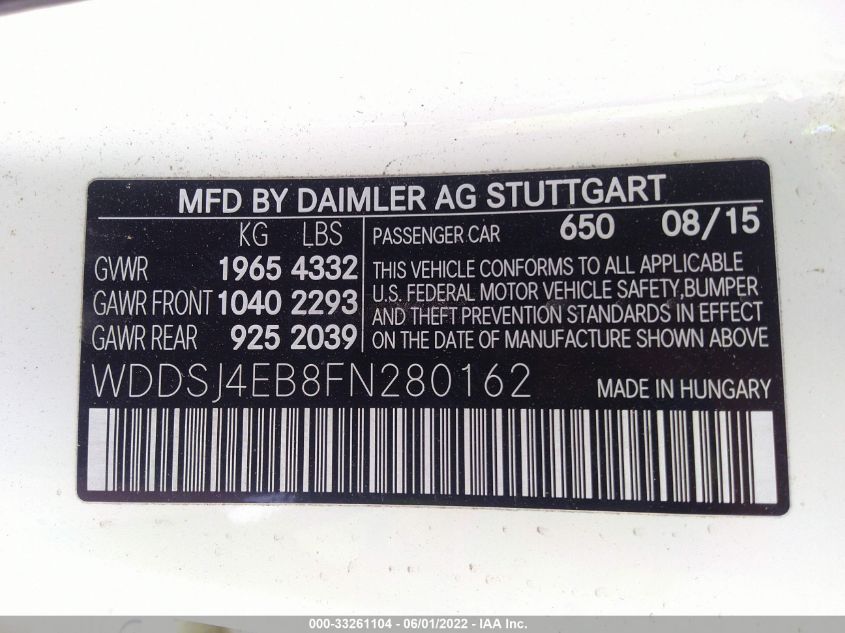 MFD BY DAIMLER AG STUTTGART
KG LBS
GVWR 1965 4332
GAWR FRONT 1040 2293
GAWR REAR 925 2039
PASSENGER CAR 650 08/15
THIS VEHICLE CONFORMS TO ALL APPLICABLE
U.S. FEDERAL MOTOR VEHICLE SAFETY, BUMPER
AND THEFT PREVENTION STANDARDS IN EFFECT
ON THE DATE OF MANUFACTURE SHOWN ABOVE
WDDSJ4EB8FN280162 MADE IN HUNGARY
000-33261104 - 06/01/2022 - IAA Inc.